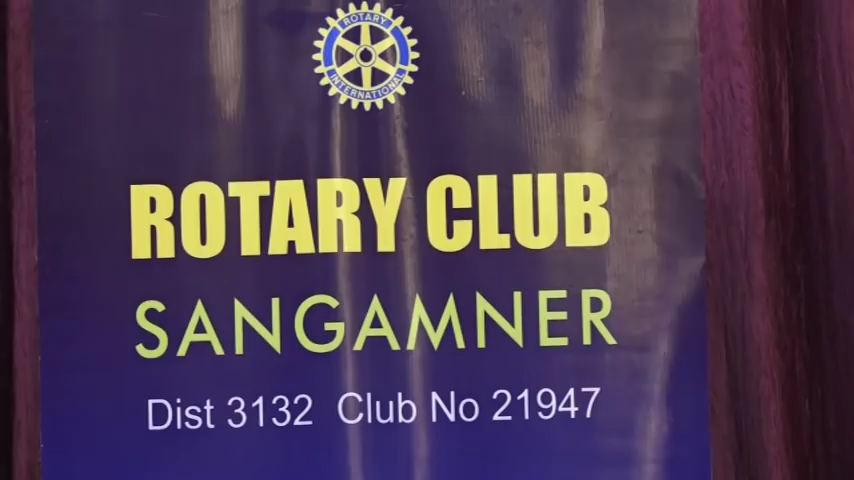 ROTARY
INTERNATIONAL
ROTARY CLUB
SANGAMNER
Dist 3132 Club No 21947